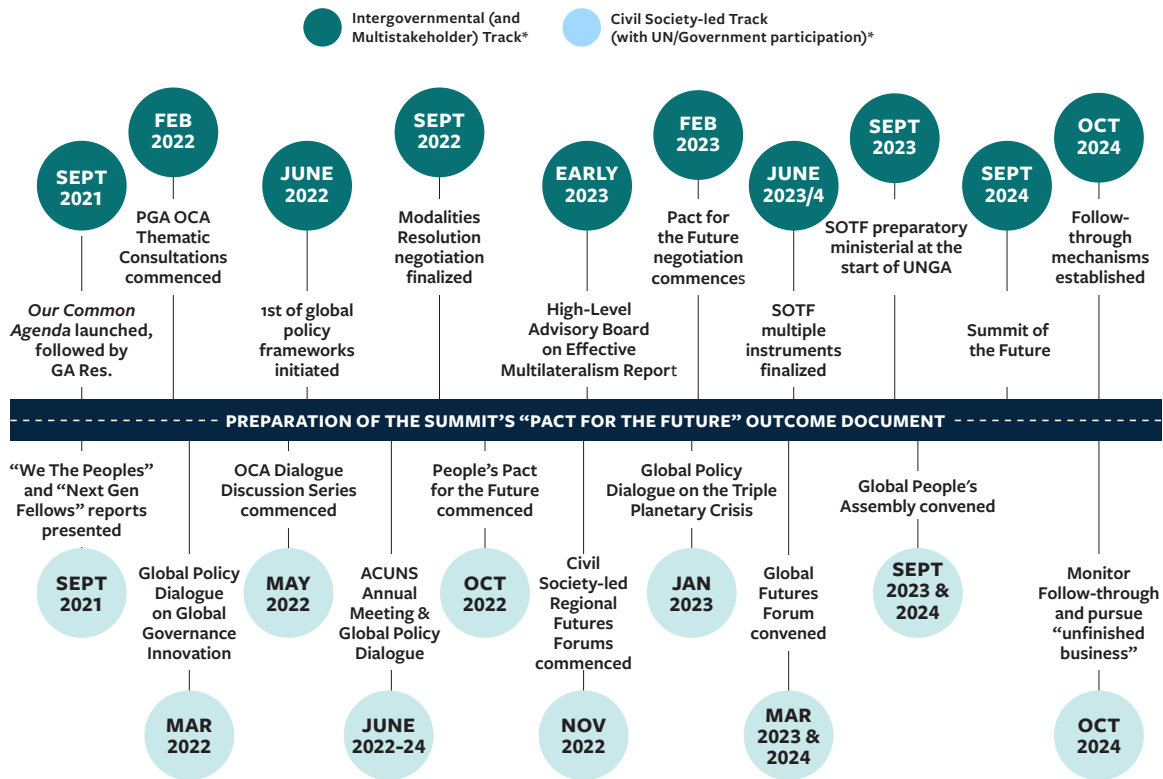 Intergovernmental (and
Multistakeholder) Track*
Civil Society-led Track
(with UN/Government participation)*
SEPT
2021
Our Common
Agenda launched,
followed by
GA Res.
FEB
2022
PGA OCA
Thematic
Consultations
commenced
JUNE
2022
1st of global
policy
frameworks
initiated
SEPT
2022
Modalities
Resolution
negotiation
finalized
EARLY
2023
High-Level
Advisory Board
on Effective
Multilateralism Report
FEB
2023
Pact for
the Future
negotiation
commences
JUNE
2023/4
SOTF
multiple
instruments
finalized
SEPT
2023
SOTF preparatory
ministerial at the
start of UNGA
SEPT
2024
Summit of
the Future
OCT
2024
Follow-
through
mechanisms
established
PREPARATION OF THE SUMMIT’S “PACT FOR THE FUTURE” OUTCOME DOCUMENT
“We The Peoples”
and “Next Gen
Fellows” reports
presented
SEPT
2021
Global Policy
Dialogue
on Global
Governance
Innovation
MAR
2022
OCA Dialogue
Discussion Series
commenced
MAY
2022
ACUNS
Annual
Meeting &
Global Policy
Dialogue
JUNE
2022-24
People’s Pact
for the Future
commenced
OCT
2022
Civil
Society-led
Regional
Futures
Forums
commenced
NOV
2022
Global Policy
Dialogue on the Triple
Planetary Crisis
JAN
2023
Global
Futures
Forum
convened
MAR
2023 &
2024
Global People’s
Assembly convened
SEPT
2023 &
2024
Monitor
Follow-through
and pursue
“unfinished
business”
OCT
2024